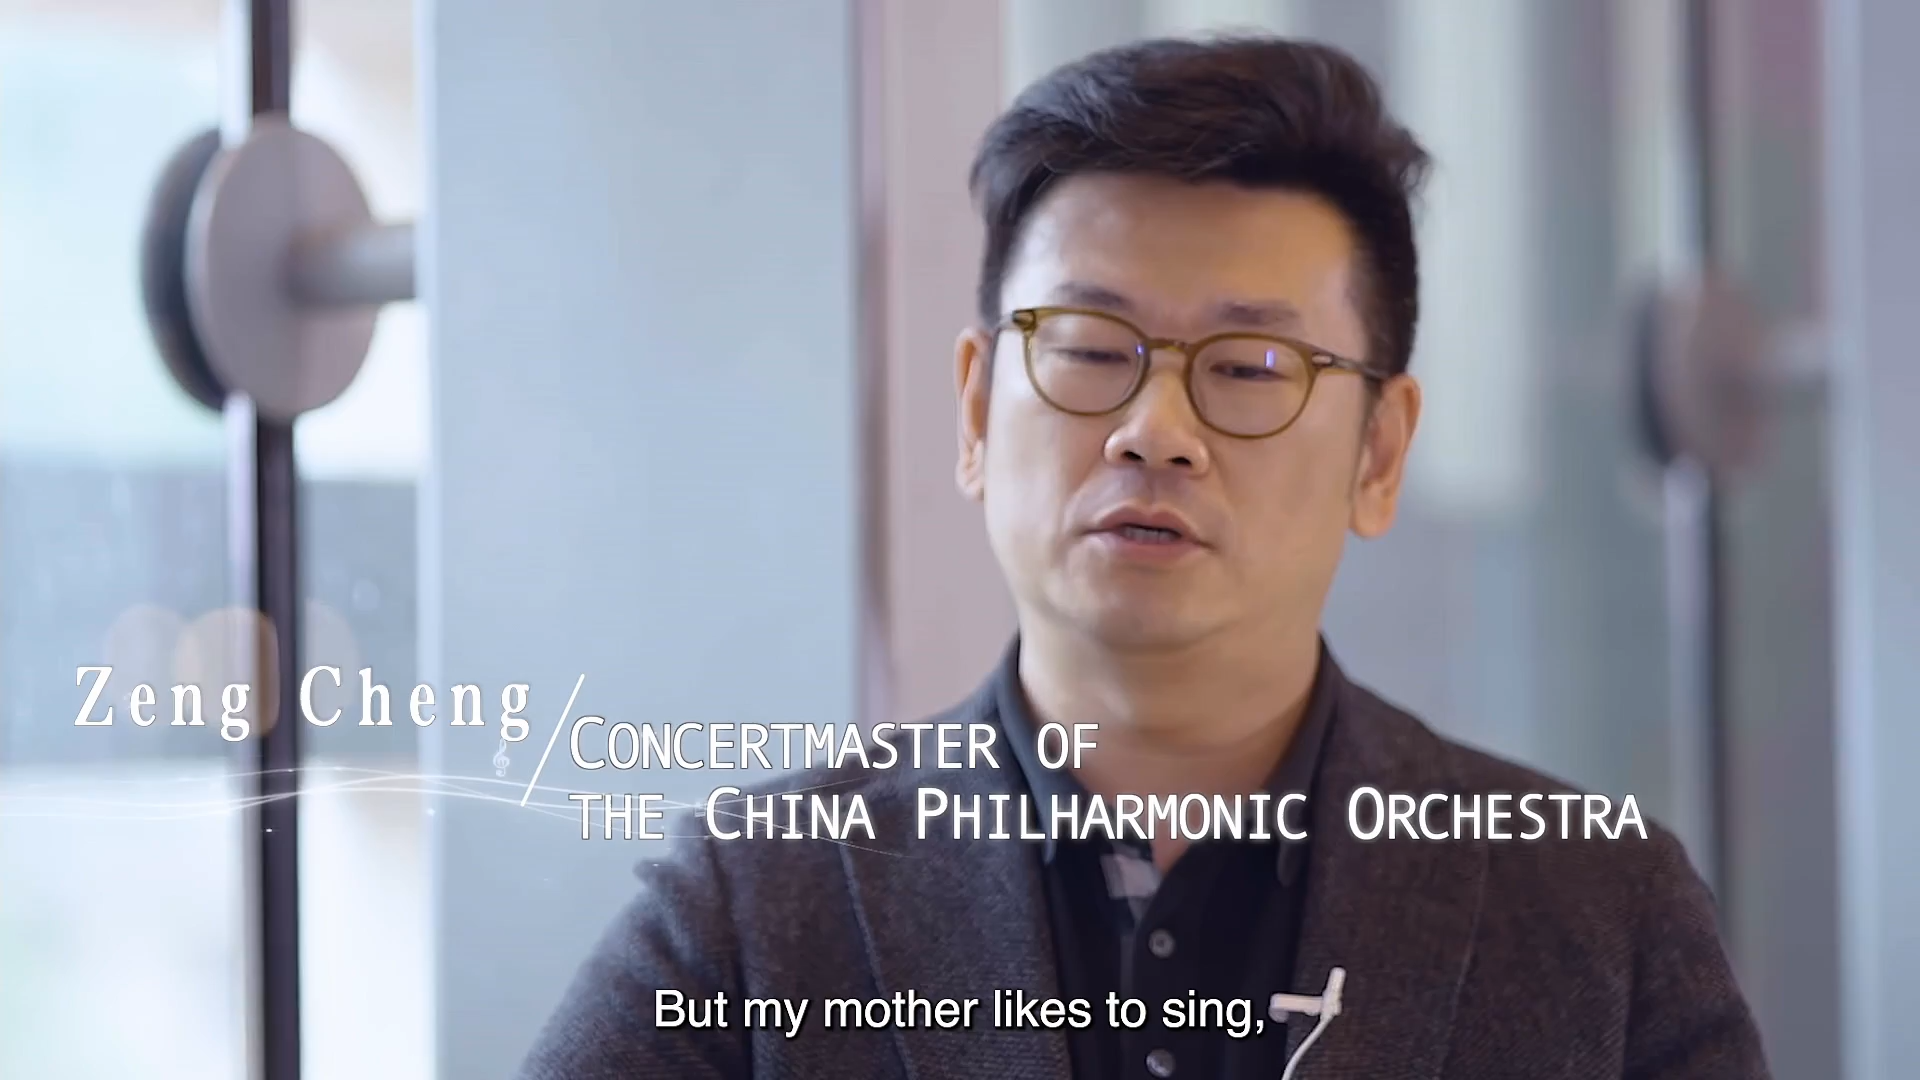 Zeng Cheng
CONCERTMASTER OF
THE CHINA PHILHARMONIC ORCHESTRA
But my mother likes to sing,